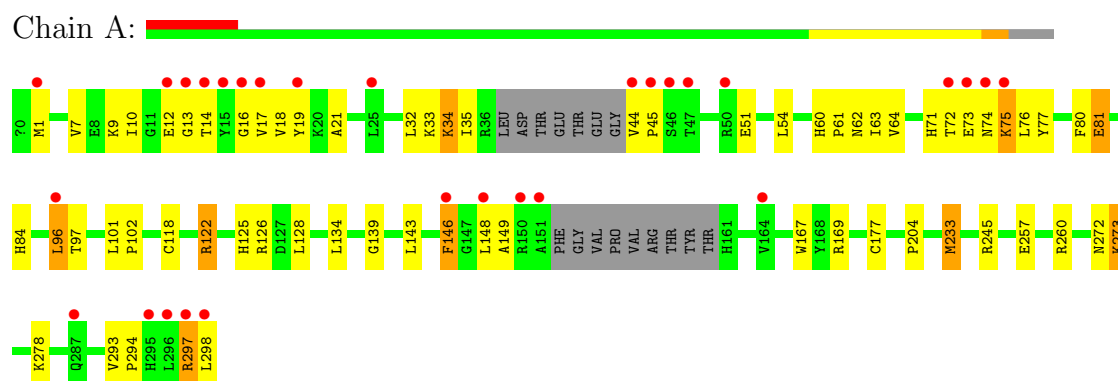 Chain A:
?0 M1 V7 E8 K9 I10 G11 E12 G13 T14 Y15 G16 V17 V18 Y19 K20 A21 L25 L32 K33 K34 I35 R36 LEU ASP THR GLU THR GLU GLY V44 P45 S46 T47 R50 E51 L54 H60 P61 N62 I63 V64 H71 T72 E73 N74 K75 L76 Y77 F80 E81
H84 L96 T97 L101 P102 C118 R122 H125 R126 D127 L128 L134 G139 L143 F146 G147 L148 A149 R150 A151 PHE GLY VAL PRO VAL ARG THR TYR THR H161 V164 W167 Y168 R169 C177 P204 M233 R245 E257 R260 N272
K278 Q287 V293 P294 H295 L296 R297 L298